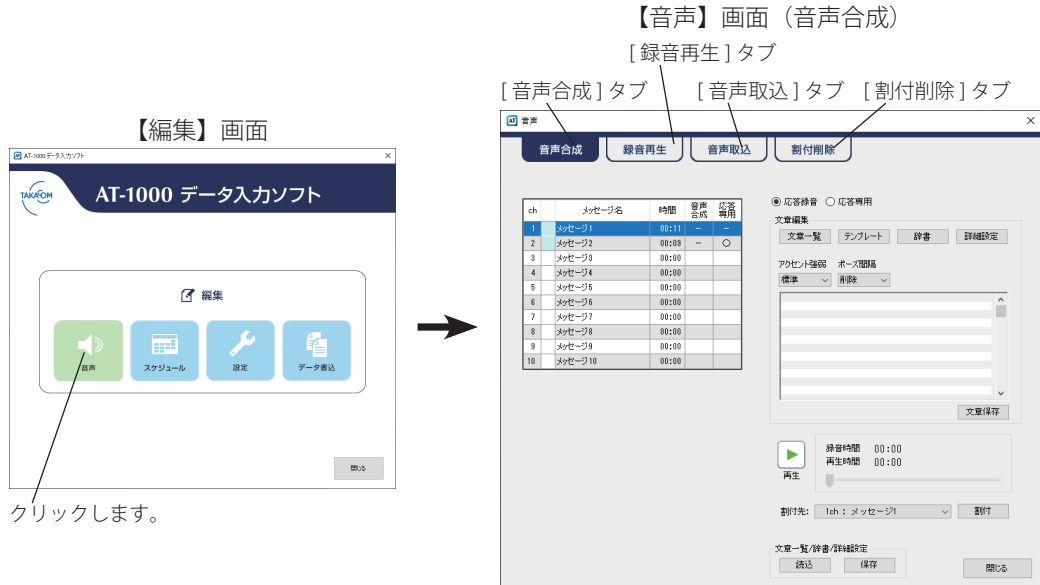 【音声】画面（音声合成）
[ 録音再生 ] タブ
[ 音声合成 ] タブ
[ 音声取込 ] タブ
[ 割付削除 ] タブ
【編集】画面
AT-1000 データ入力ソフト
TAKACOM
AT-1000 データ入力ソフト
編集
音声
スケジュール
設定
データ書込
閉じる
クリックします。
音声
音声合成
録音再生
音声取込
割付削除
ch メッセージ名 時間 音声合成 応答専用
1 メッセージ1 00:11 − −
2 メッセージ2 00:09 − ○
3 メッセージ3 00:00
4 メッセージ4 00:00
5 メッセージ5 00:00
6 メッセージ6 00:00
7 メッセージ7 00:00
8 メッセージ8 00:00
9 メッセージ9 00:00
10 メッセージ10 00:00
応答録音 応答専用
文章編集
文章一覧 テンプレート 辞書 詳細設定
アクセント強弱 ポーズ間隔
標準 削除
文章保存
録音時間 00:00
再生時間 00:00
再生
割付先: 1ch : メッセージ1 割付
文章一覧/辞書/詳細設定
読込 保存
閉じる